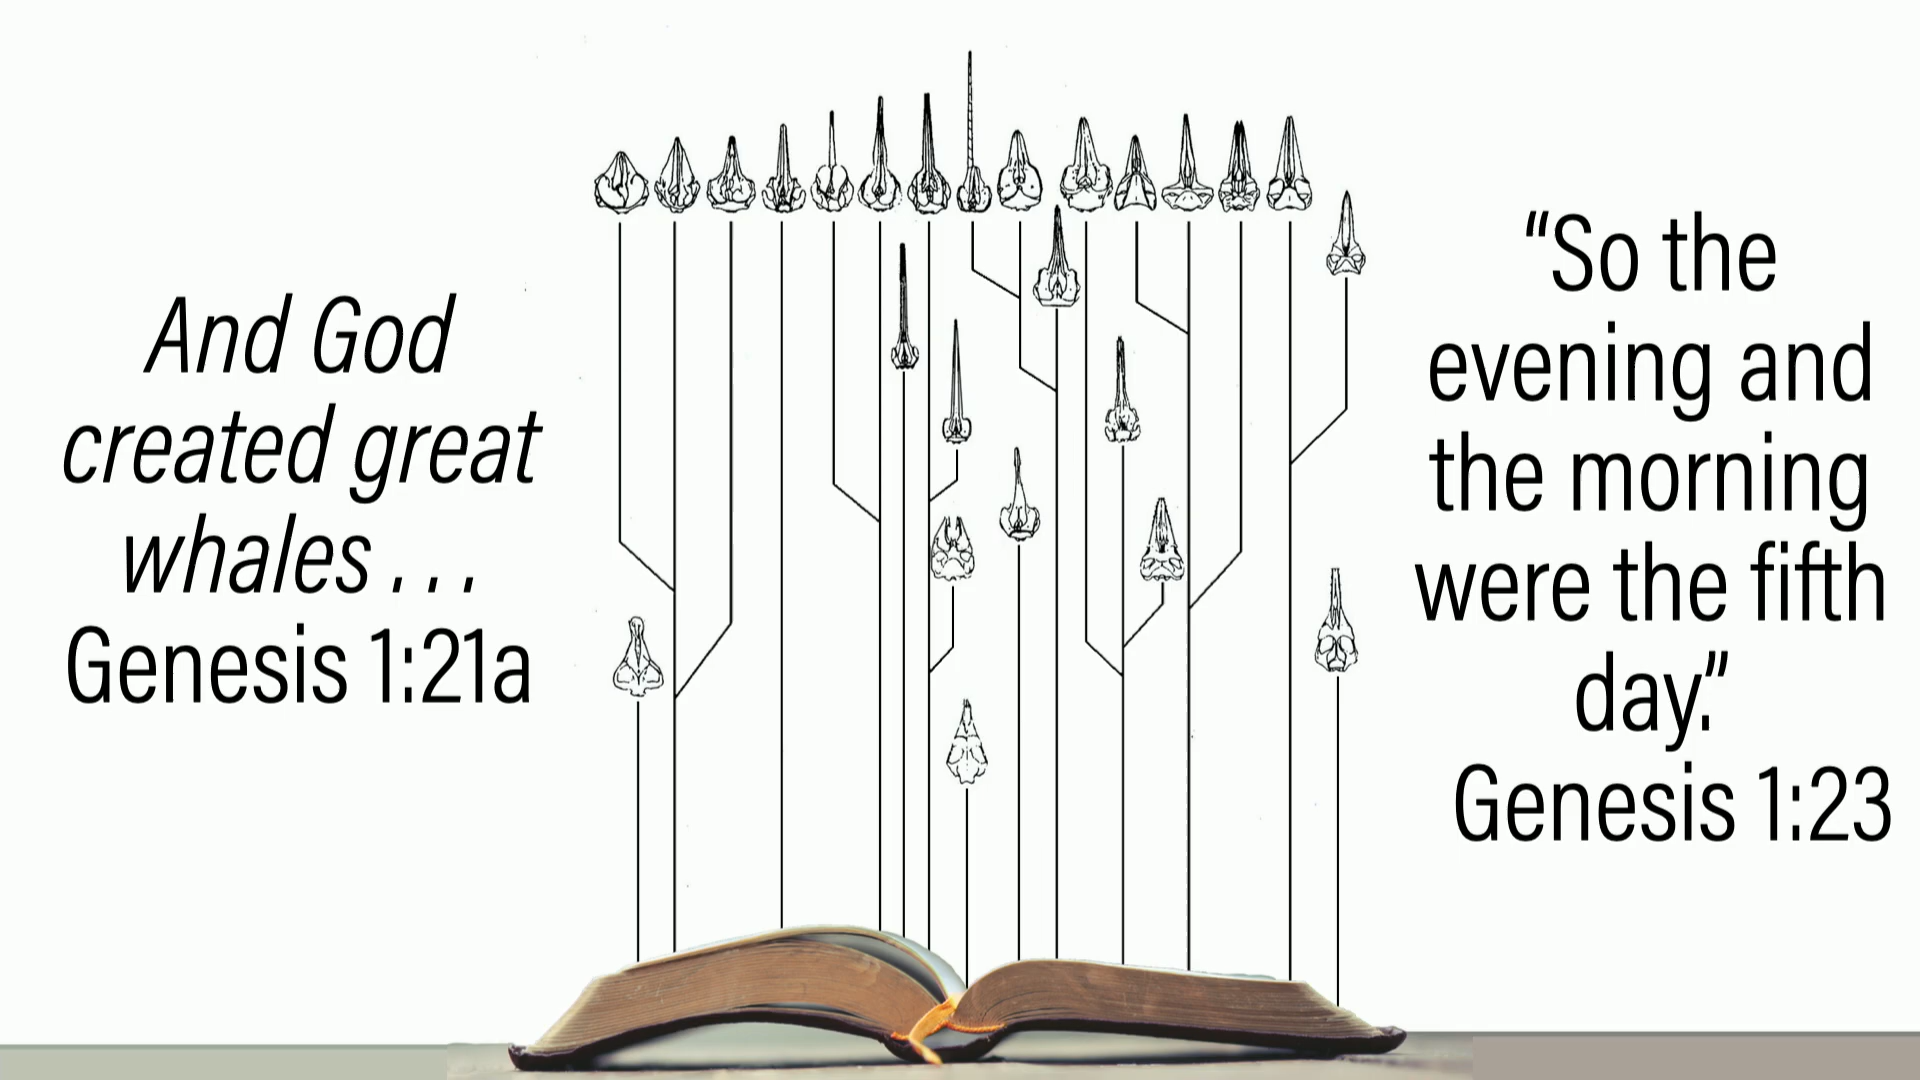 And God
created great
whales . . .
Genesis 1:21a
“So the
evening and
the morning
were the fifth
day.”
Genesis 1:23